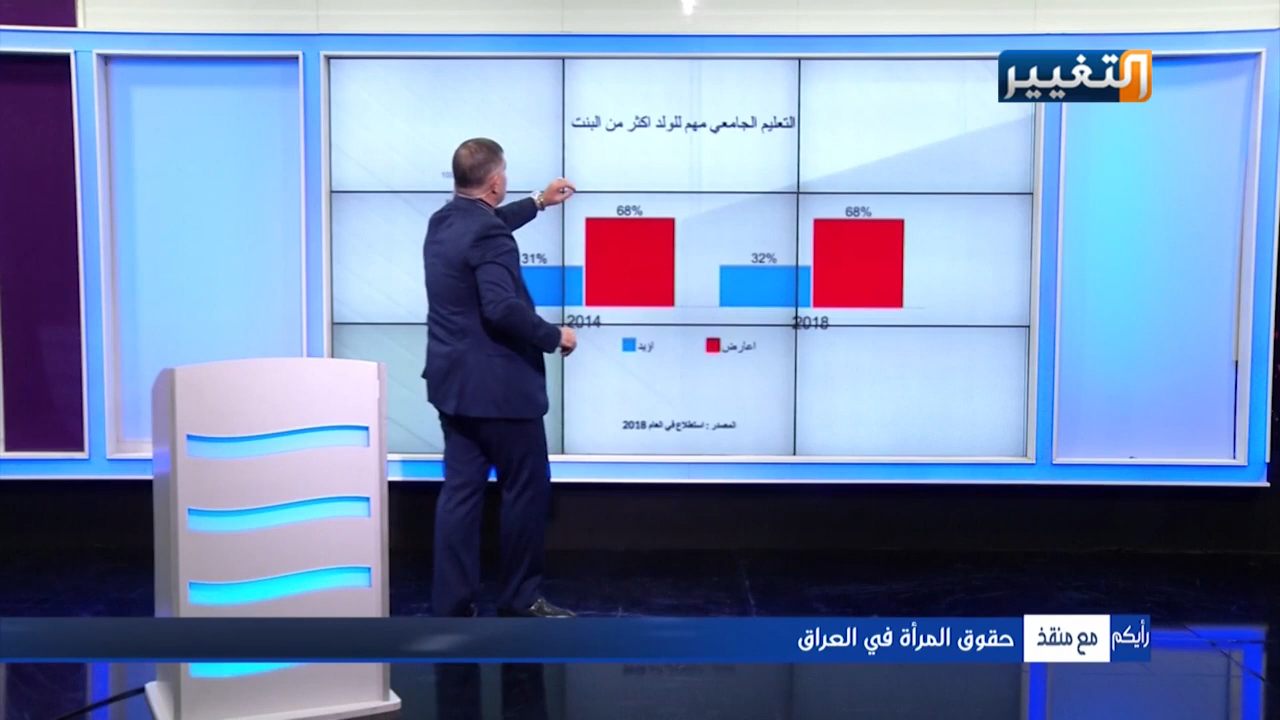 التغيير
التعليم الجامعي مهم للولد اكثر من البنت
31%
68%
32%
68%
2014
2018
اؤيد
اعارض
المصدر : استطلاع في العام 2018
رأيكم مع منقذ حقوق المرأة في العراق